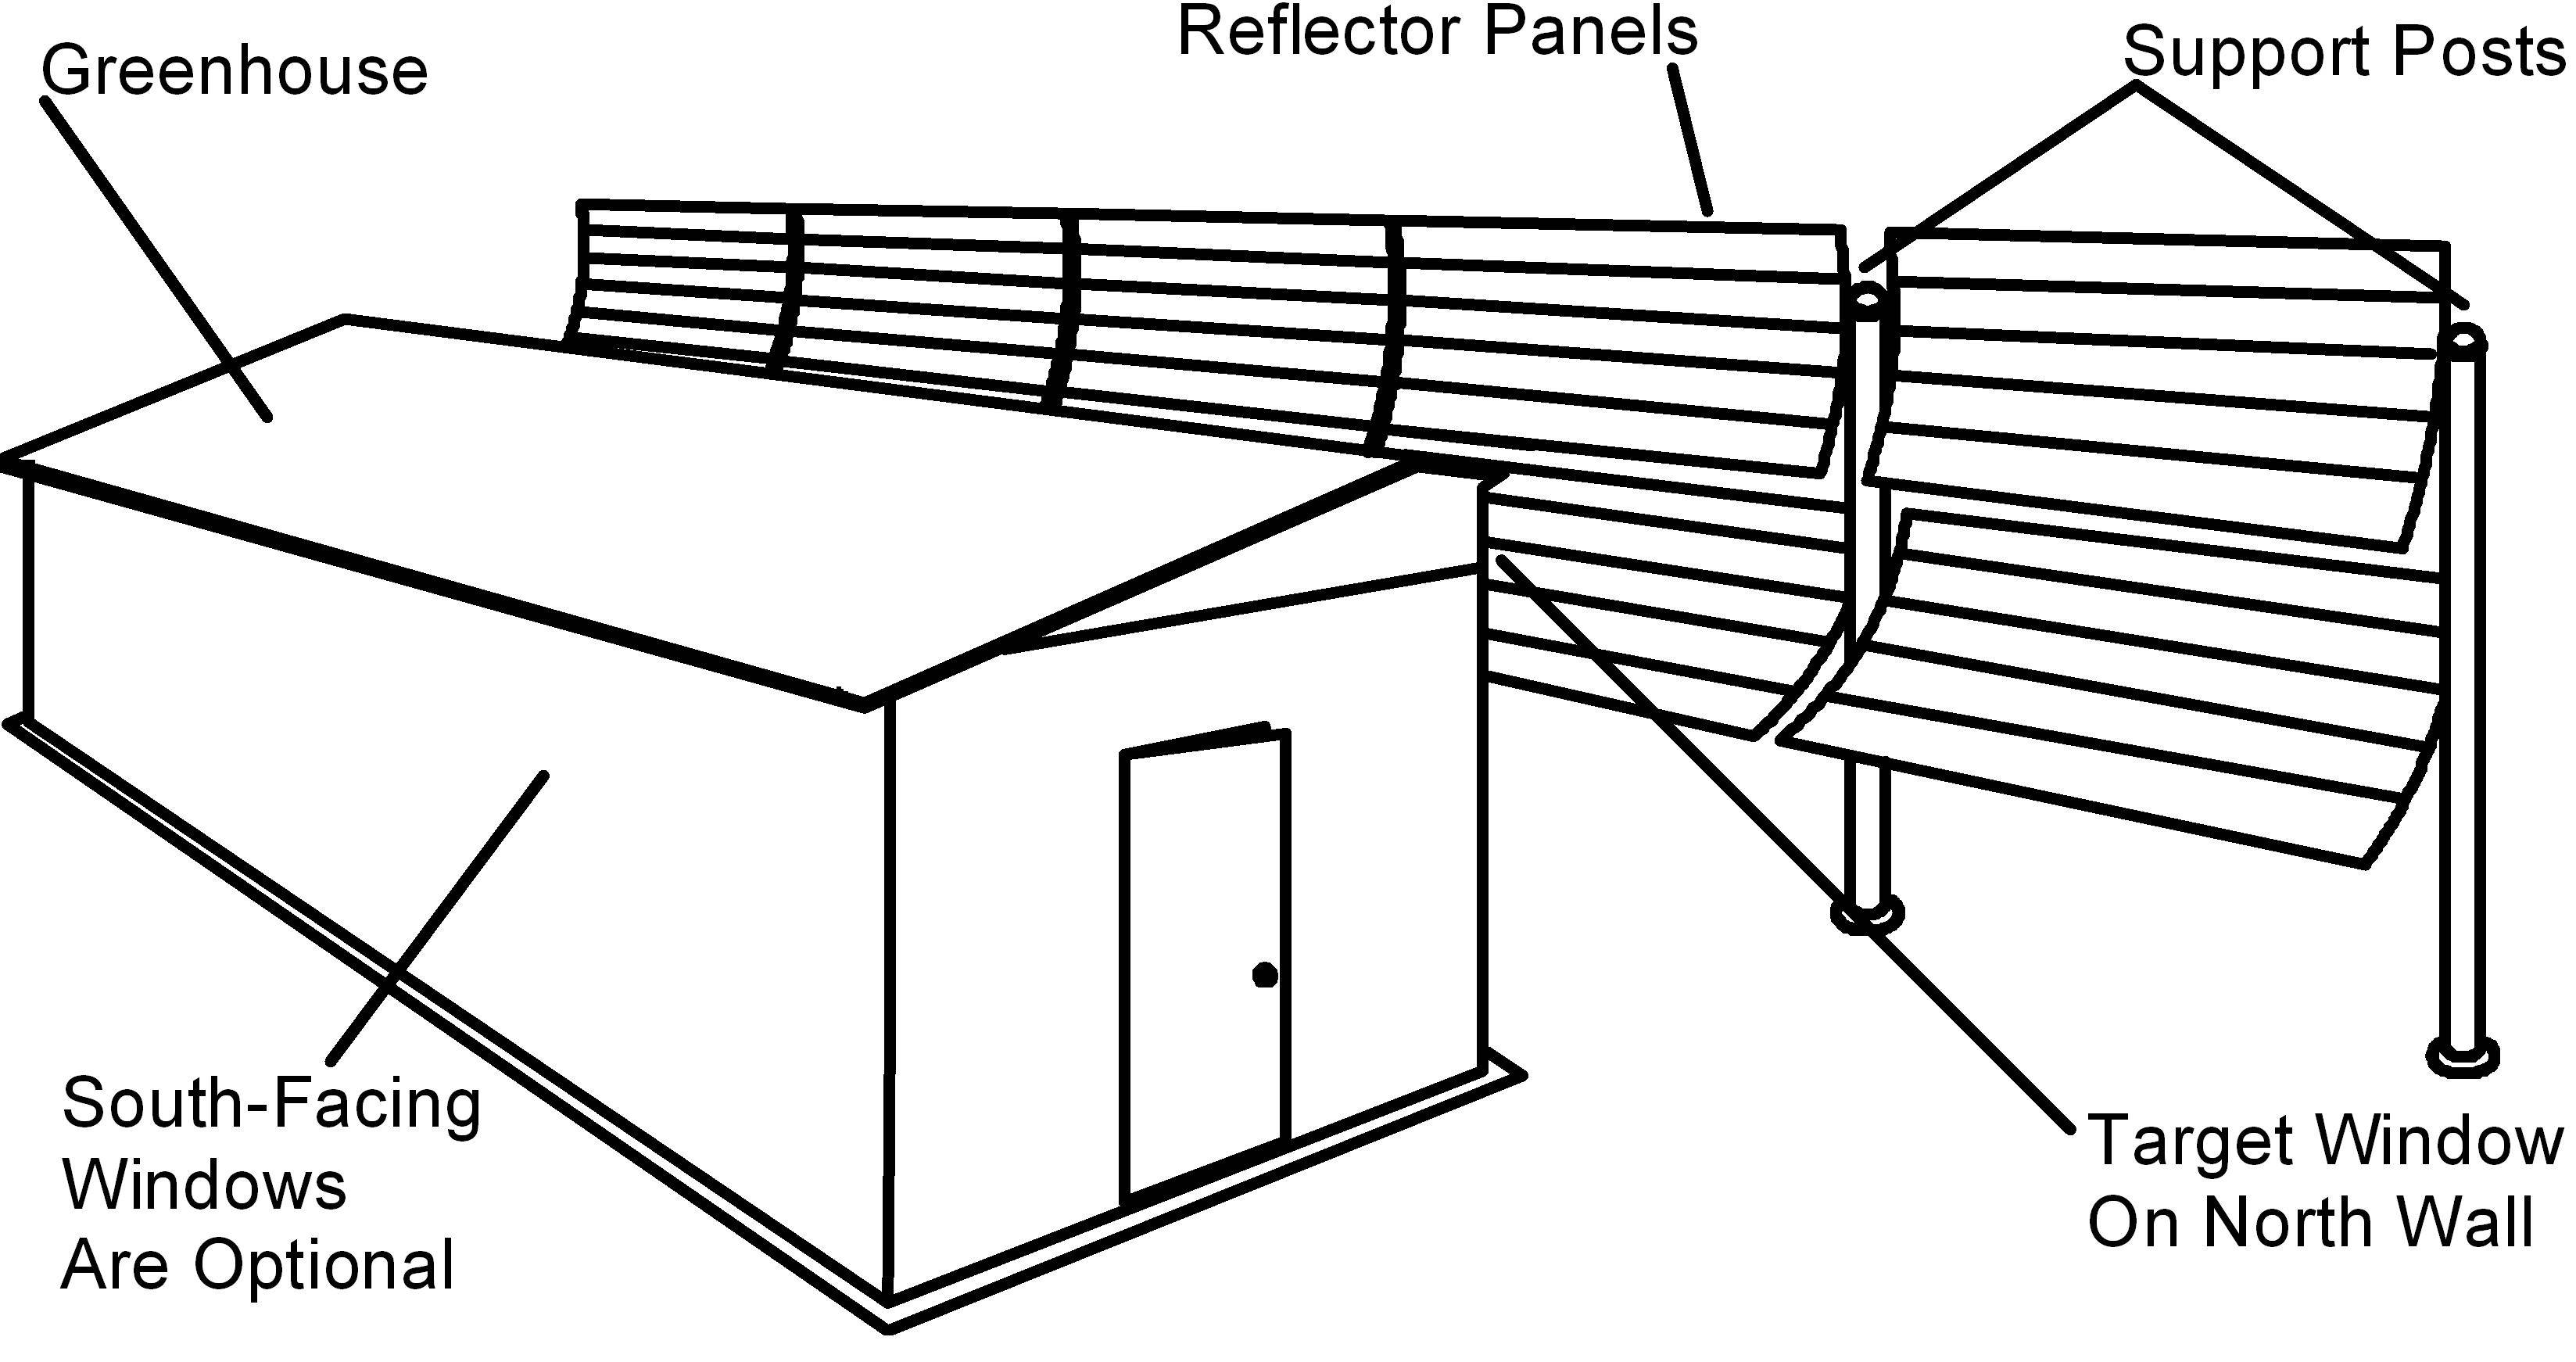 Greenhouse
Reflector Panels
Support Posts
South-Facing
Windows
Are Optional
Target Window
On North Wall